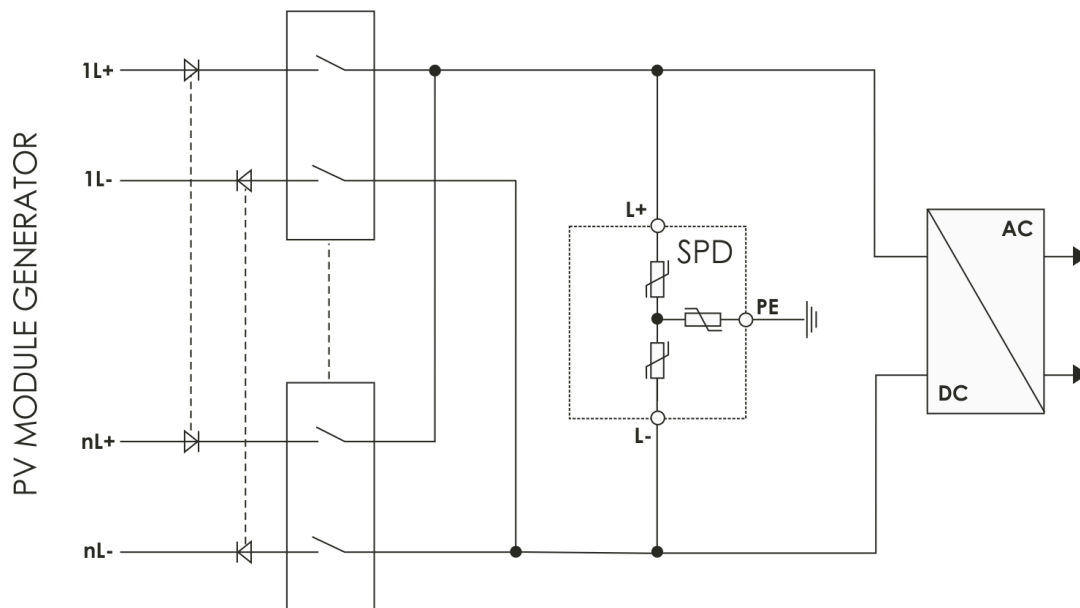 PV MODULE GENERATOR
1L+
1L-
nL+
nL-
L+
SPD
PE
L-
AC
DC